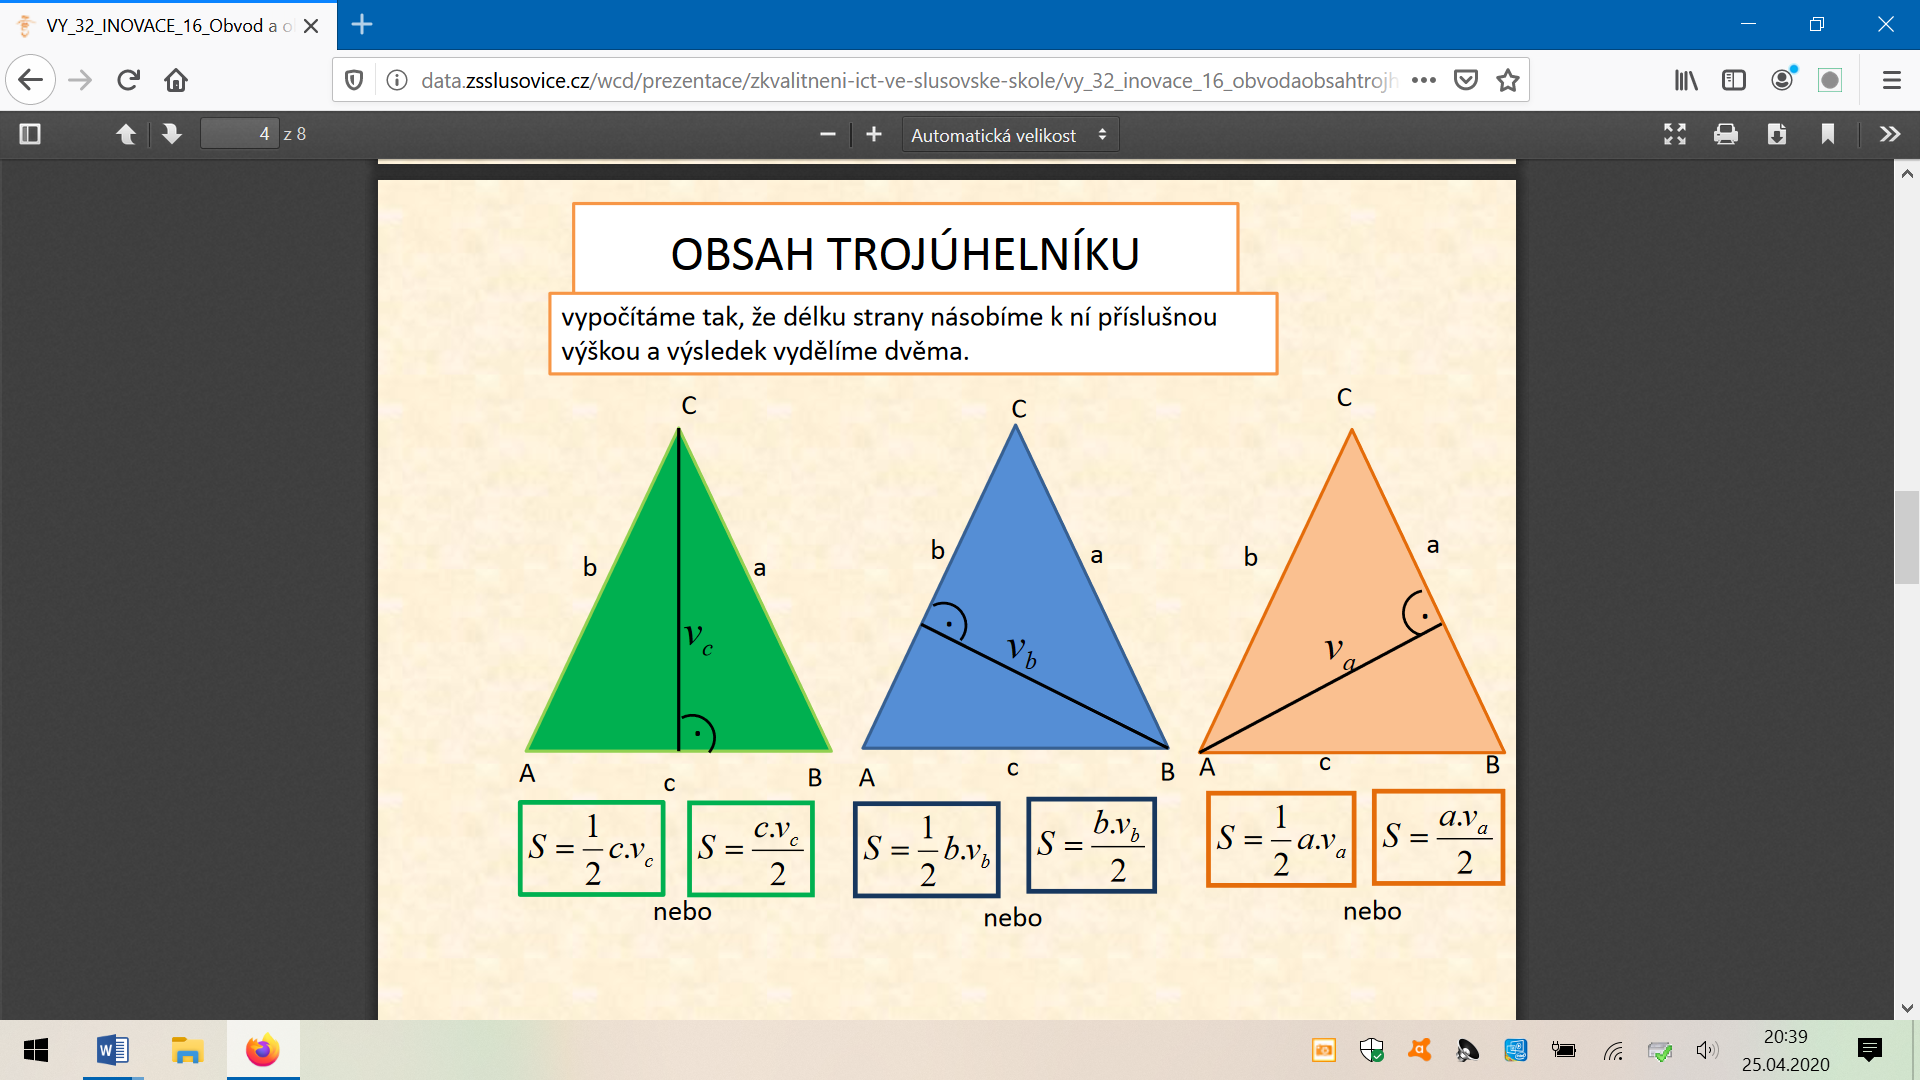 VY_32_INOVACE_16_Obvod a o
data.zsslusovice.cz/wcd/prezentace/zkvalitneni-ict-ve-slusovske-skole/vy_32_inovace_16_obvodaobsahtrojh
4 z 8
Automatická velikost
OBSAH TROJÚHELNÍKU
vypočítáme tak, že délku strany násobíme k ní příslušnou
výškou a výsledek vydělíme dvěma.
C
b
a
v_c
A
c
B
S = 1/2 c.v_c
S = c.v_c/2
nebo
C
b
a
v_b
A
c
B
S = 1/2 b.v_b
S = b.v_b/2
nebo
C
b
a
v_a
A
c
B
S = 1/2 a.v_a
S = a.v_a/2
nebo
20:39
25.04.2020